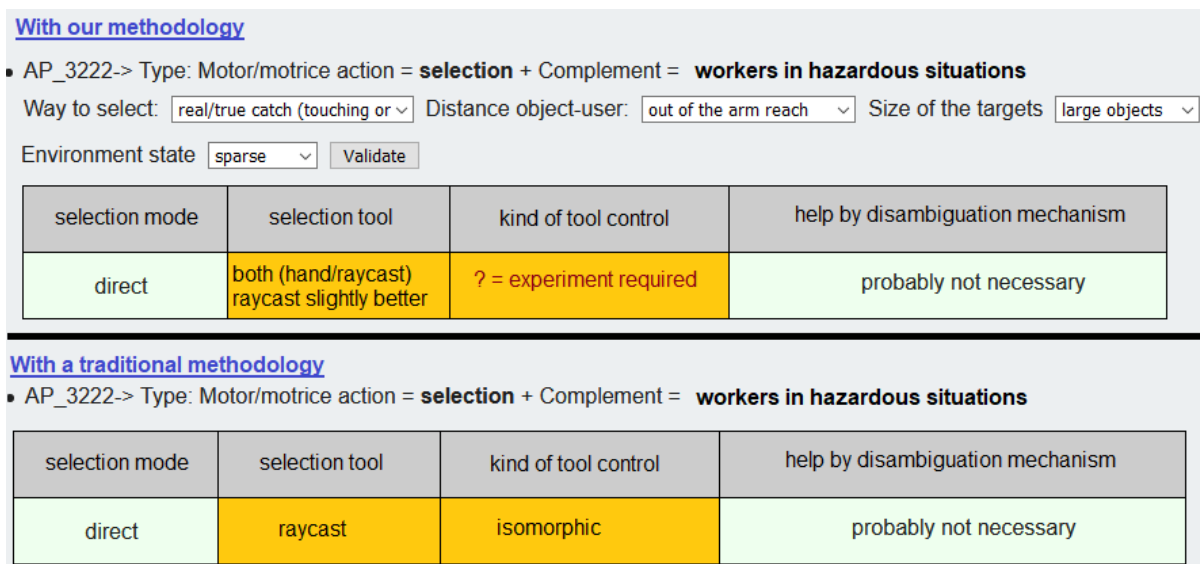 With our methodology
• AP_3222-> Type: Motor/motrice action = selection + Complement = workers in hazardous situations
Way to select: real/true catch (touching or Distance object-user: out of the arm reach Size of the targets large objects
Environment state sparse Validate
selection mode selection tool kind of tool control help by disambiguation mechanism
direct both (hand/raycast) ? = experiment required probably not necessary
raycast slightly better
With a traditional methodology
• AP_3222-> Type: Motor/motrice action = selection + Complement = workers in hazardous situations
selection mode selection tool kind of tool control help by disambiguation mechanism
direct raycast isomorphic probably not necessary